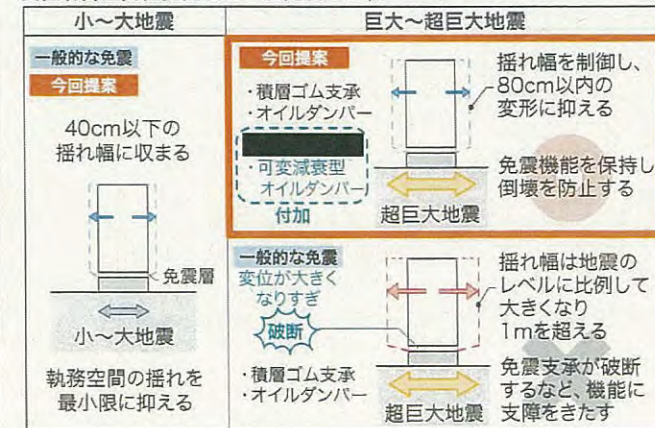 小～大地震
巨大～超巨大地震
一般的な免震
今回提案
40cm以下の
揺れ幅に収まる
免震層
小～大地震
執務空間の揺れを
最小限に抑える
今回提案
・積層ゴム支承
・オイルダンパー
・可変減衰型
オイルダンパー
付加
超巨大地震
揺れ幅を制御し、
80cm以内の
変形に抑える
免震機能を保持し
倒壊を防止する
一般的な免震
変位が大きく
なりすぎ
破断
・積層ゴム支承
・オイルダンパー
超巨大地震
揺れ幅は地震の
レベルに比例して
大きくなり
1mを超える
免震支承が破断
するなど、機能に
支障をきたす